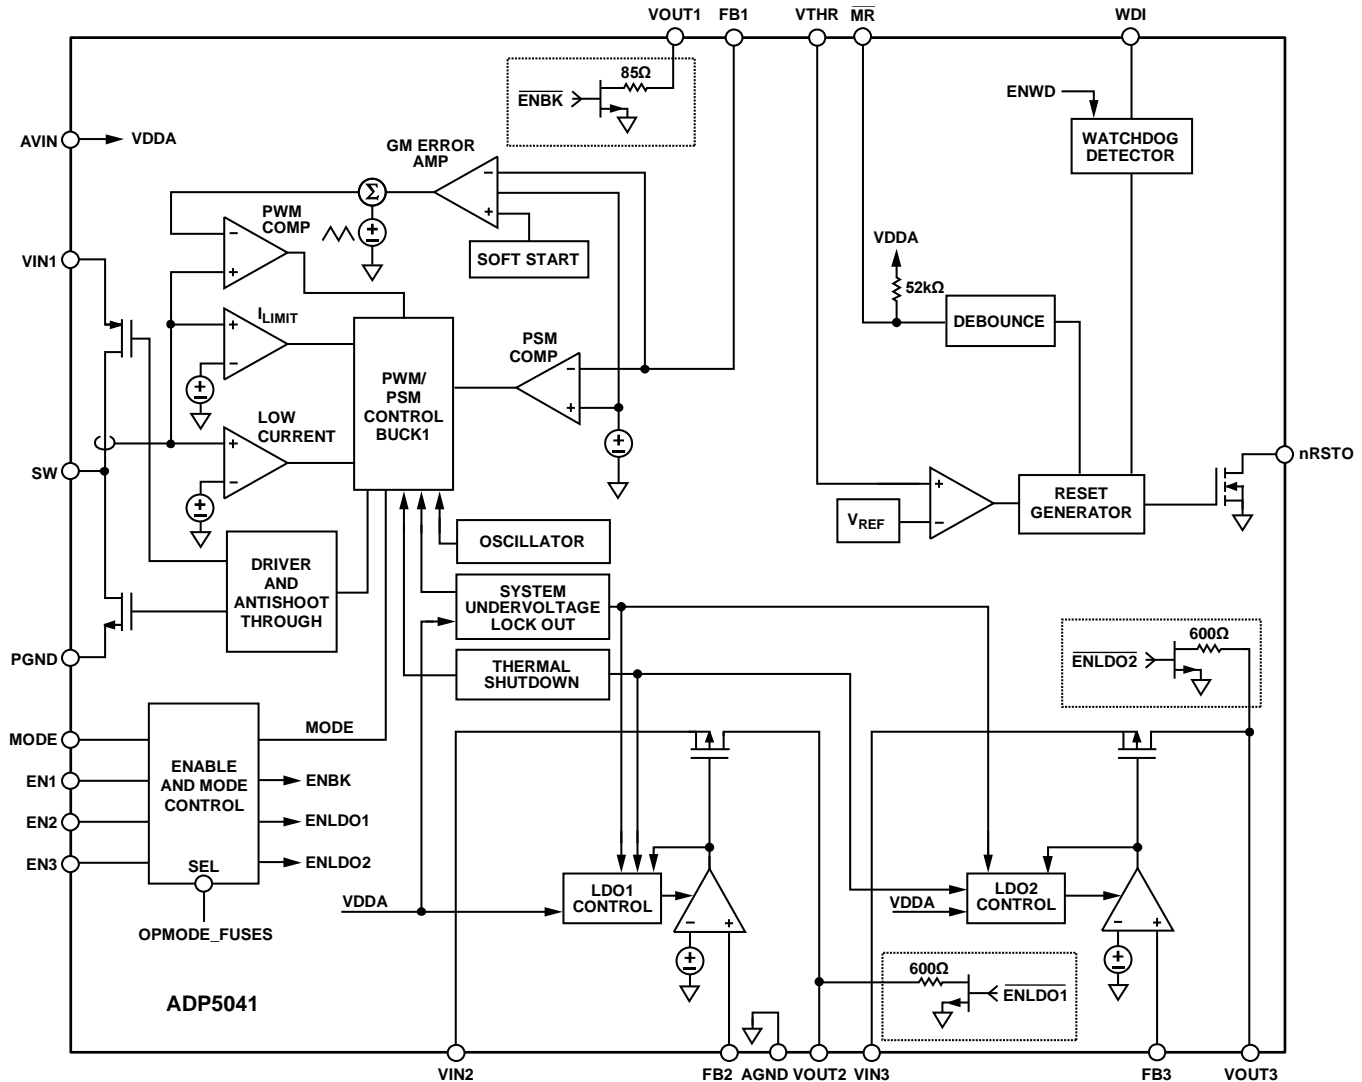 VOUT1 FB1 VTHR MR WDI
85Ω
ENBK
ENWD
AVIN
VDDA
WATCHDOG
DETECTOR
GM ERROR
AMP
−
+
Σ
PWM
COMP
−
+
+
−
SOFT START
VIN1
VDDA
52kΩ
DEBOUNCE
ILIMIT
+
−
+
−
PWM/
PSM
CONTROL
BUCK1
PSM
COMP
−
+
+
−
LOW
CURRENT
+
−
+
−
SW
nRSTO
VREF
+
−
RESET
GENERATOR
OSCILLATOR
DRIVER
AND
ANTISHOOT
THROUGH
SYSTEM
UNDERVOLTAGE
LOCK OUT
THERMAL
SHUTDOWN
PGND
600Ω
ENLDO2
MODE
EN1
EN2
EN3
ENABLE
AND MODE
CONTROL
SEL
MODE
ENBK
ENLDO1
ENLDO2
OPMODE_FUSES
VDDA
LDO1
CONTROL
−
+
+
−
VDDA
LDO2
CONTROL
−
+
+
−
600Ω
ENLDO1
ADP5041
VIN2 FB2 AGND VOUT2 VIN3 FB3 VOUT3